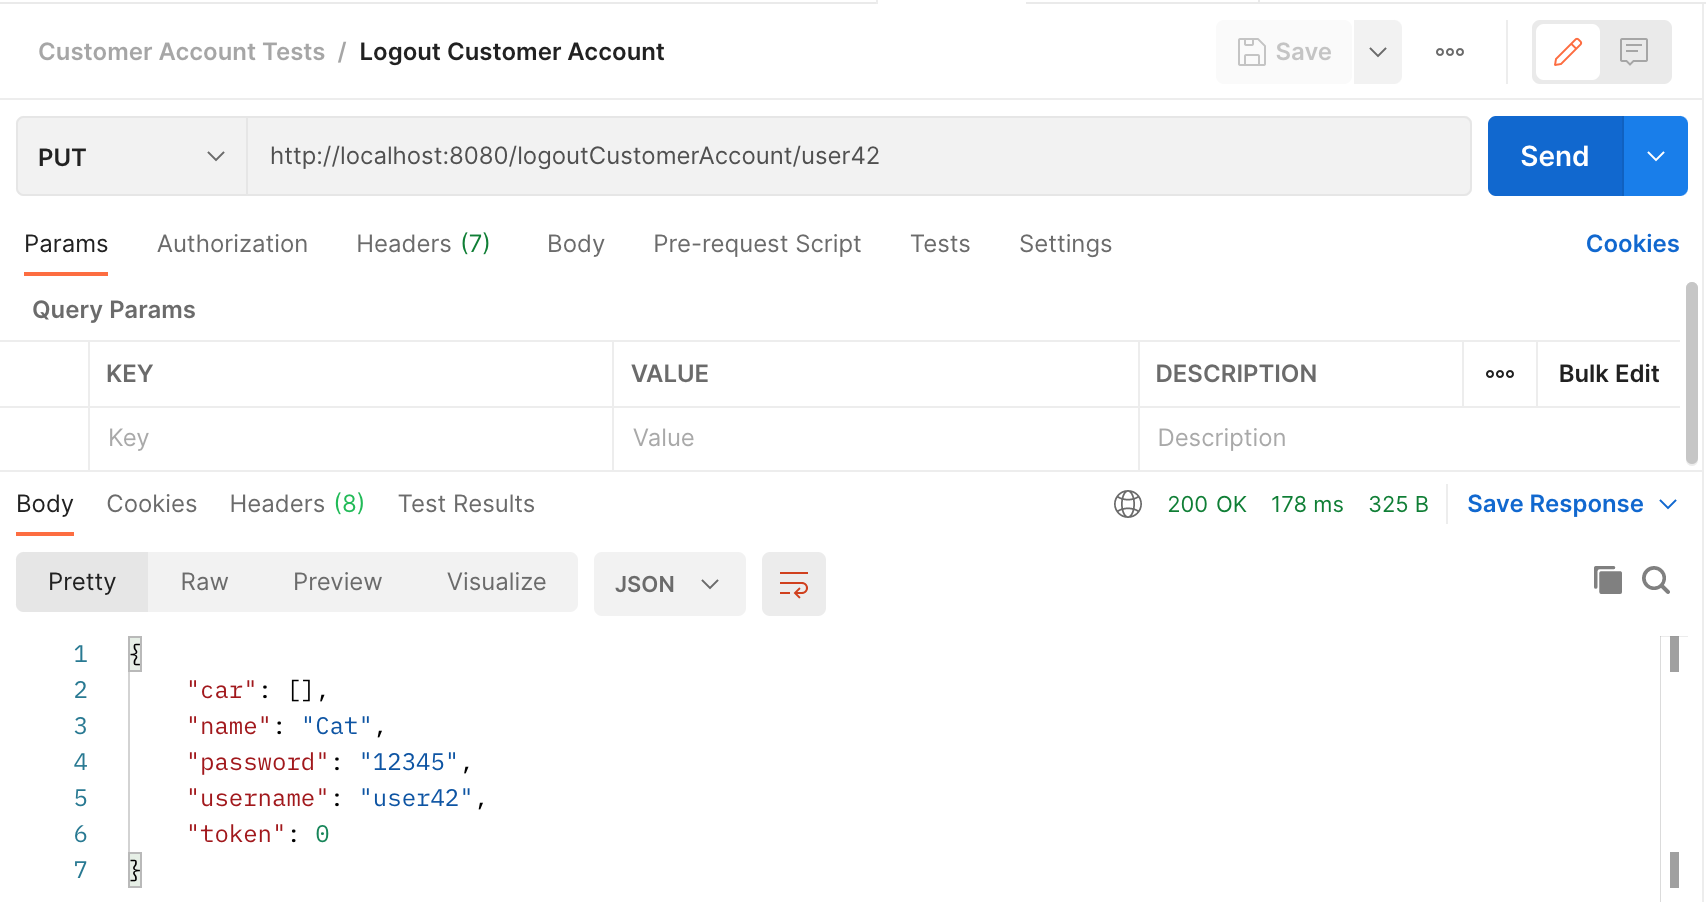 Customer Account Tests / Logout Customer Account
Save
PUT
http://localhost:8080/logoutCustomerAccount/user42
Send
Params Authorization Headers (7) Body Pre-request Script Tests Settings Cookies
Query Params
KEY VALUE DESCRIPTION ooo Bulk Edit
Key Value Description
Body Cookies Headers (8) Test Results 200 OK 178 ms 325 B Save Response
Pretty Raw Preview Visualize JSON
1 {
2 "car": [],
3 "name": "Cat",
4 "password": "12345",
5 "username": "user42",
6 "token": 0
7 }